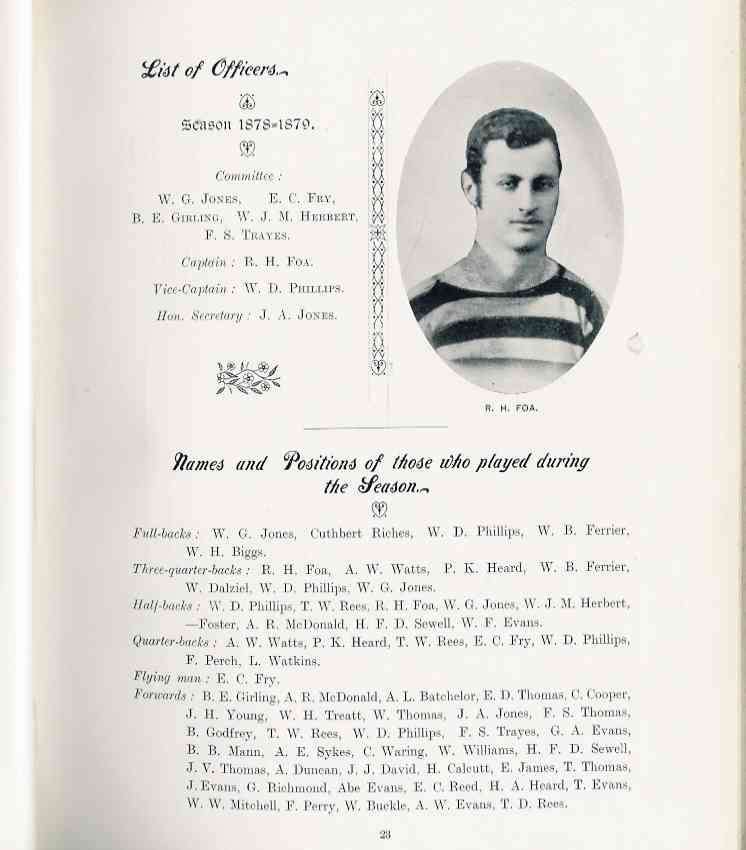 List of Officers.
Season 1878-1879.
Committee :
W. G. Jones, E. C. Fry,
B. E. Girling, W. J. M. Herbert,
F. S. Trayes.
Captain : R. H. Foa.
Vice-Captain : W. D. Phillips.
Hon. Secretary : J. A. Jones.
R. H. FOA.
Names and Positions of those who played during
the Season.
Full-backs : W. G. Jones, Cuthbert Riches, W. D. Phillips, W. B. Ferrier,
W. H. Biggs.
Three-quarter-backs : R. H. Foa, A. W. Watts, P. K. Heard, W. B. Ferrier,
W. Dalziel, W. D. Phillips, W. G. Jones.
Half-backs : W. D. Phillips, T. W. Rees, R. H. Foa, W. G. Jones, W. J. M. Herbert,
—Foster, A. R. McDonald, H. F. D. Sewell, W. F. Evans.
Quarter-backs : A. W. Watts, P. K. Heard, T. W. Rees, E. C. Fry, W. D. Phillips,
F. Perch, L. Watkins.
Flying man : E. C. Fry.
Forwards : B. E. Girling, A. R. McDonald, A. L. Batchelor, E. D. Thomas, C. Cooper,
J. H. Young, W. H. Treatt, W. Thomas, J. A. Jones, F. S. Thomas,
B. Godfrey, T. W. Rees, W. D. Phillips, F. S. Trayes, G. A. Evans,
B. B. Mann, A. E. Sykes, C. Waring, W. Williams, H. F. D. Sewell,
J. V. Thomas, A. Duncan, J. J. David, H. Calcutt, E. James, T. Thomas,
J. Evans, G. Richmond, Abe Evans, E. C. Reed, H. A. Heard, T. Evans,
W. W. Mitchell, F. Perry, W. Buckle, A. W. Evans, T. D. Rees.
23